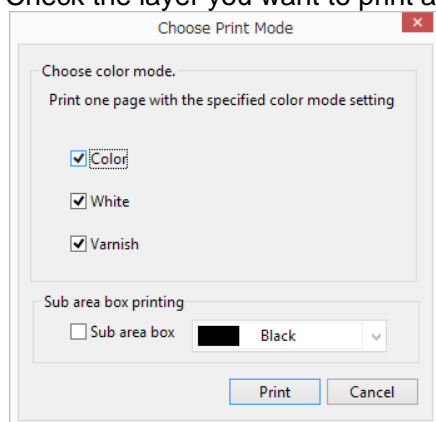 Check the layer you want to print a
Choose Print Mode
Choose color mode.
Print one page with the specified color mode setting
Color
White
Varnish
Sub area box printing
Sub area box Black
Print Cancel